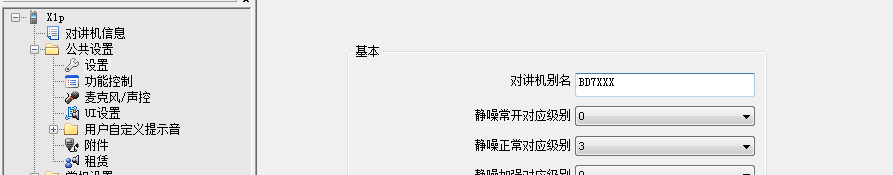 X1p
对讲机信息
公共设置
设置
功能控制
麦克风/声控
UI设置
用户自定义提示音
附件
租赁
基本
对讲机别名 BD7XXX
静噪常开对应级别 0
静噪正常对应级别 3